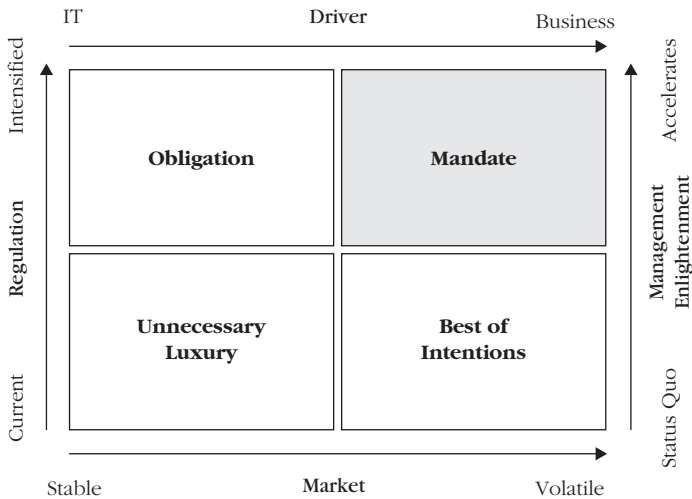 IT
Driver
Business
Intensified
Regulation
Current
Obligation
Mandate
Unnecessary
Luxury
Best of
Intentions
Accelerates
Management
Enlightenment
Status Quo
Stable
Market
Volatile